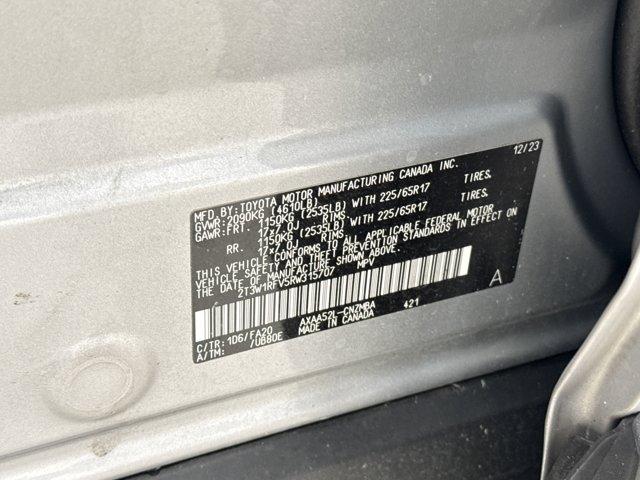 12/23
MFD.BY:TOYOTA MOTOR MANUFACTURING CANADA INC.
GVWR:2090KG (4610LB)
GAWR:FRT. 1150KG (2535LB) WITH 225/65R17 TIRES.
17x7.0J RIMS.
RR. 1150KG (2535LB) WITH 225/65R17 TIRES.
17x7.0J RIMS.
THIS VEHICLE CONFORMS TO ALL APPLICABLE FEDERAL MOTOR
VEHICLE SAFETY AND THEFT PREVENTION STANDARDS IN EFFECT
ON THE DATE OF MANUFACTURE SHOWN ABOVE.
2T3W1RFV5RW315707 MPV
A
C/TR:1D6/FA20 AXAA52L-CNZMBA 421
A/TM: /UB80E MADE IN CANADA